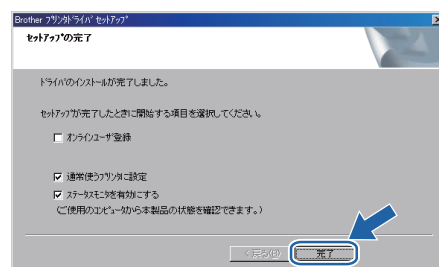 Brother プリンタドライバ セットアップ
セットアップの完了
ドライバのインストールが完了しました。
セットアップが完了したときに開始する項目を選択してください。
オンラインユーザ登録
通常使うプリンタに設定
ステータスモニタを有効にする
(ご使用のコンピュータから本製品の状態を確認できます。)
< 戻る(B) 完了